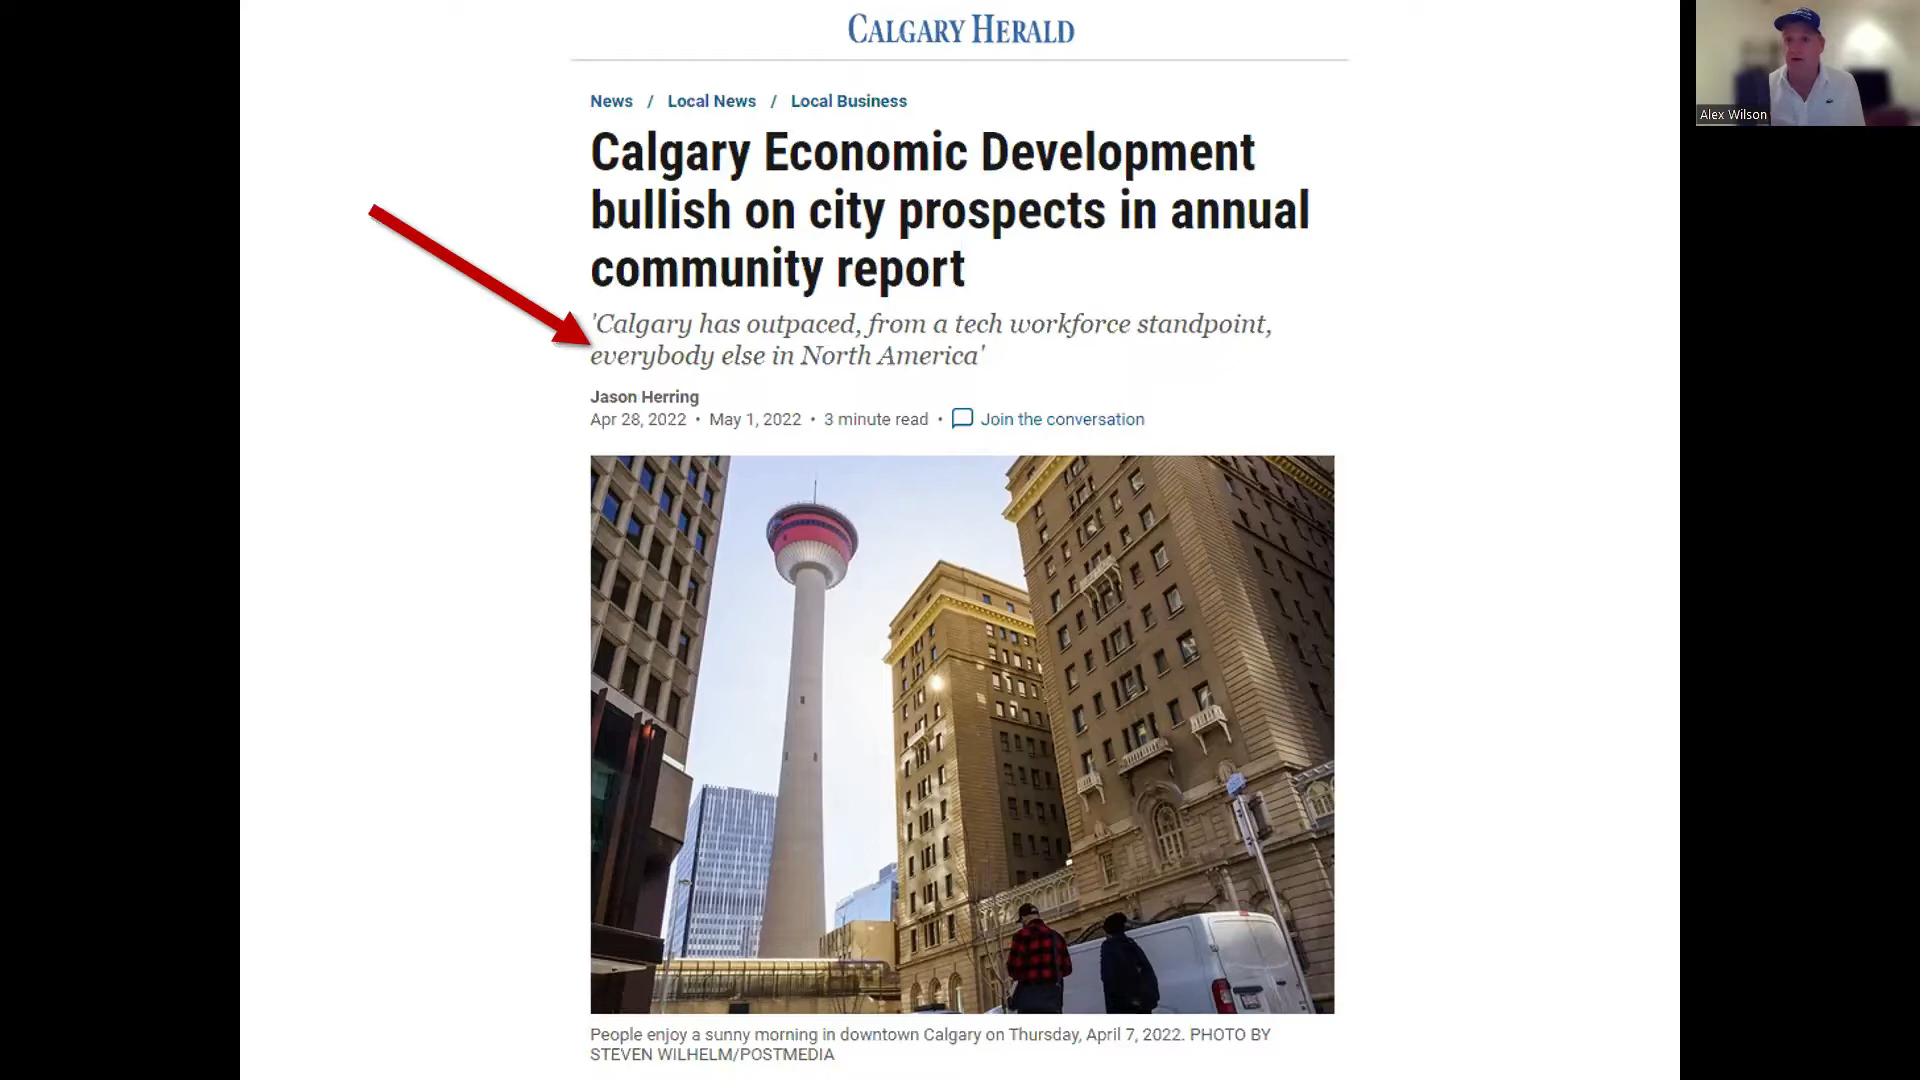 CALGARY HERALD
Alex Wilson
News / Local News / Local Business
Calgary Economic Development
bullish on city prospects in annual
community report
'Calgary has outpaced, from a tech workforce standpoint,
everybody else in North America'
Jason Herring
Apr 28, 2022 • May 1, 2022 • 3 minute read • Join the conversation
People enjoy a sunny morning in downtown Calgary on Thursday, April 7, 2022. PHOTO BY
STEVEN WILHELM/POSTMEDIA